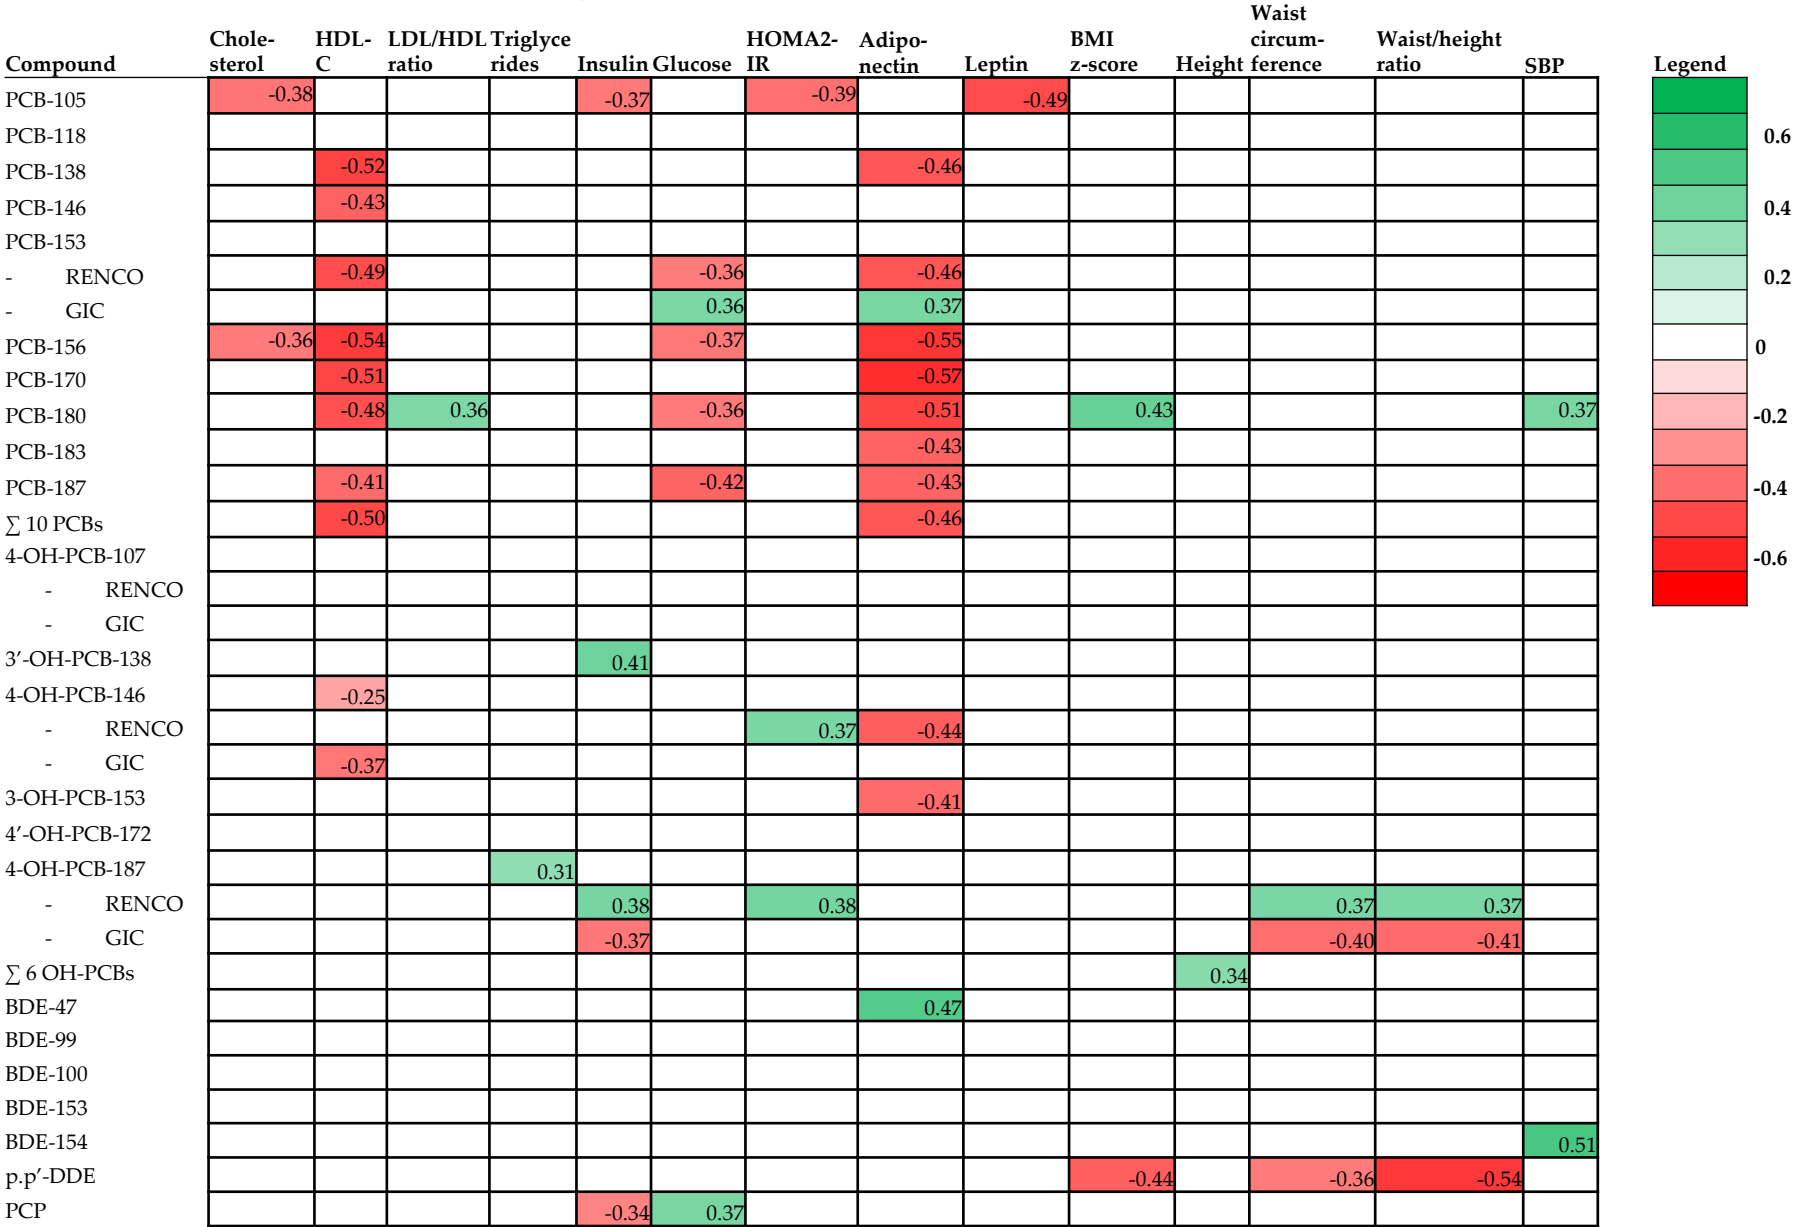 Waist
Chole- HDL- LDL/HDL Triglyce HOMA2- Adipo- BMI circum- Waist/height
Compound sterol C ratio rides Insulin Glucose IR nectin Leptin z-score Height ference ratio SBP Legend
PCB-105 -0.38 -0.37 -0.39 -0.49
PCB-118 0.6
PCB-138 -0.52 -0.46
PCB-146 -0.43 0.4
PCB-153
- RENCO -0.49 -0.36 -0.46 0.2
- GIC 0.36 0.37
PCB-156 -0.36 -0.54 -0.37 -0.55 0
PCB-170 -0.51 -0.57
PCB-180 -0.48 0.36 -0.36 -0.51 0.43 0.37 -0.2
PCB-183 -0.43
PCB-187 -0.41 -0.42 -0.43 -0.4
∑ 10 PCBs -0.50 -0.46
4-OH-PCB-107 -0.6
- RENCO
- GIC
3’-OH-PCB-138 0.41
4-OH-PCB-146 -0.25
- RENCO 0.37 -0.44
- GIC -0.37
3-OH-PCB-153 -0.41
4’-OH-PCB-172
4-OH-PCB-187 0.31
- RENCO 0.38 0.38 0.37 0.37
- GIC -0.37 -0.40 -0.41
∑ 6 OH-PCBs 0.34
BDE-47 0.47
BDE-99
BDE-100
BDE-153
BDE-154 0.51
p.p’-DDE -0.44 -0.36 -0.54
PCP -0.34 0.37